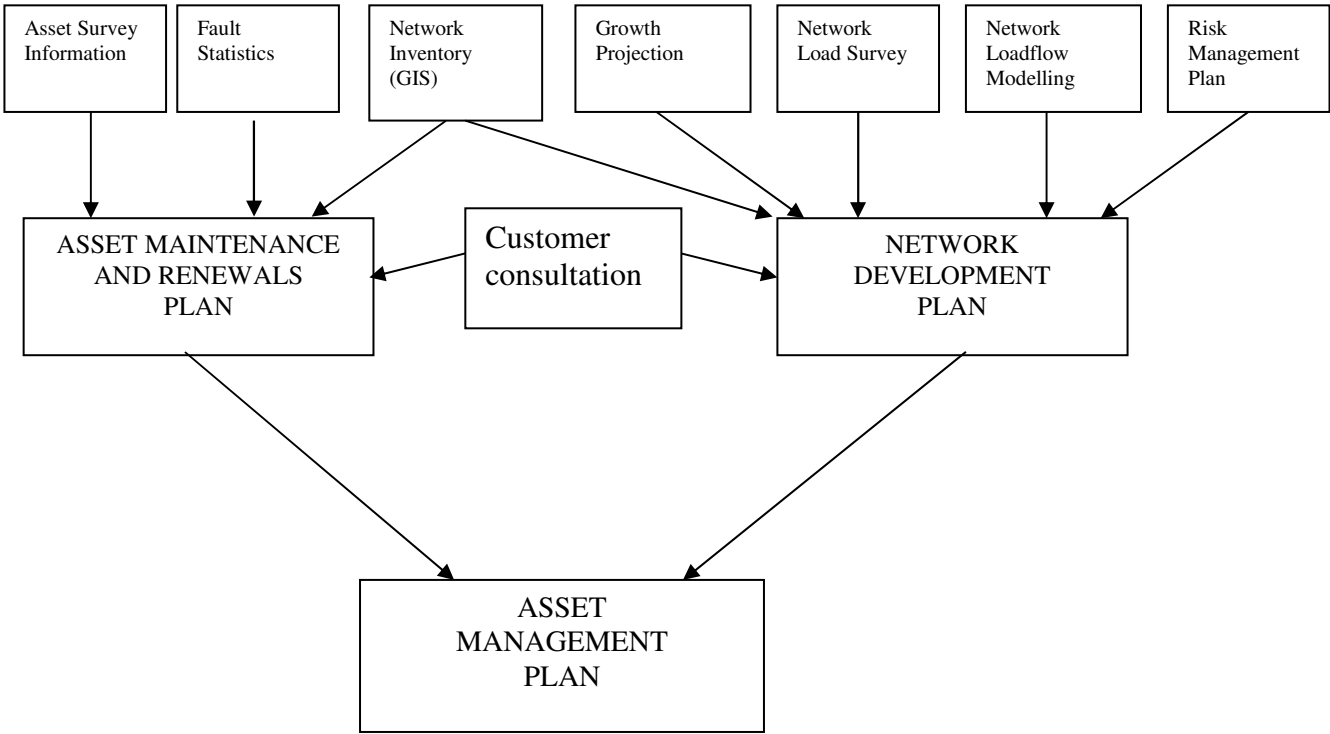 Asset Survey
Information
Fault
Statistics
Network
Inventory
(GIS)
Growth
Projection
Network
Load Survey
Network
Loadflow
Modelling
Risk
Management
Plan
ASSET MAINTENANCE
AND RENEWALS
PLAN
Customer
consultation
NETWORK
DEVELOPMENT
PLAN
ASSET
MANAGEMENT
PLAN